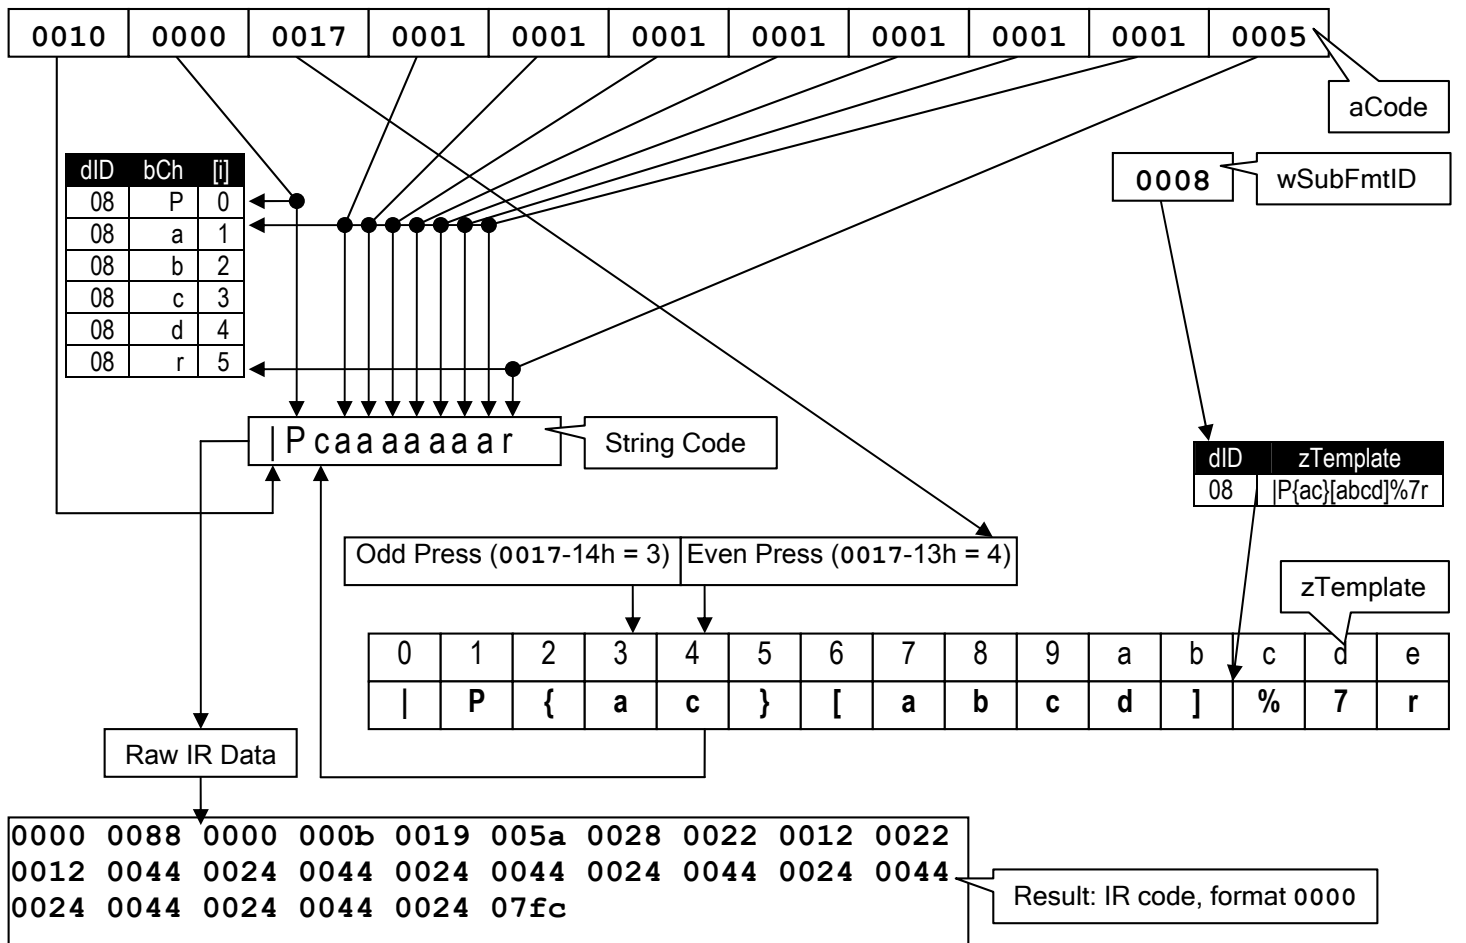 0010 0000 0017 0001 0001 0001 0001 0001 0001 0001 0005
aCode
dID bCh [i]
08 P 0
08 a 1
08 b 2
08 c 3
08 d 4
08 r 5
0008
wSubFmtID
|Pcaaaaaaar
String Code
dID zTemplate
08 |P{ac}[abcd]%7r
Odd Press (0017-14h = 3) Even Press (0017-13h = 4)
zTemplate
0 1 2 3 4 5 6 7 8 9 a b c d e
| P { a c } [ a b c d ] % 7 r
Raw IR Data
0000 0088 0000 000b 0019 005a 0028 0022 0012 0022
0012 0044 0024 0044 0024 0044 0024 0044 0024 0044
0024 0044 0024 0044 0024 07fc
Result: IR code, format 0000